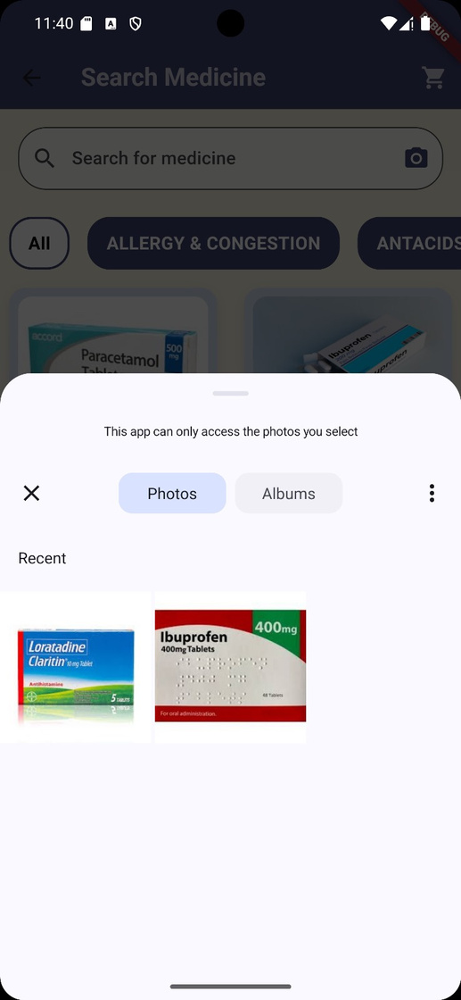 11:40
DEBUG
Search Medicine
Search for medicine
All
ALLERGY & CONGESTION
ANTACIDS
accord
Paracetamol
Tablets
500
mg
Ibuprofen
Ibuprofen
This app can only access the photos you select
Photos
Albums
Recent
Loratadine
Claritin
10 mg Tablet
Antihistamine
5 TABLETS
Ibuprofen
400mg
400mg Tablets
48 Tablets
For oral administration.